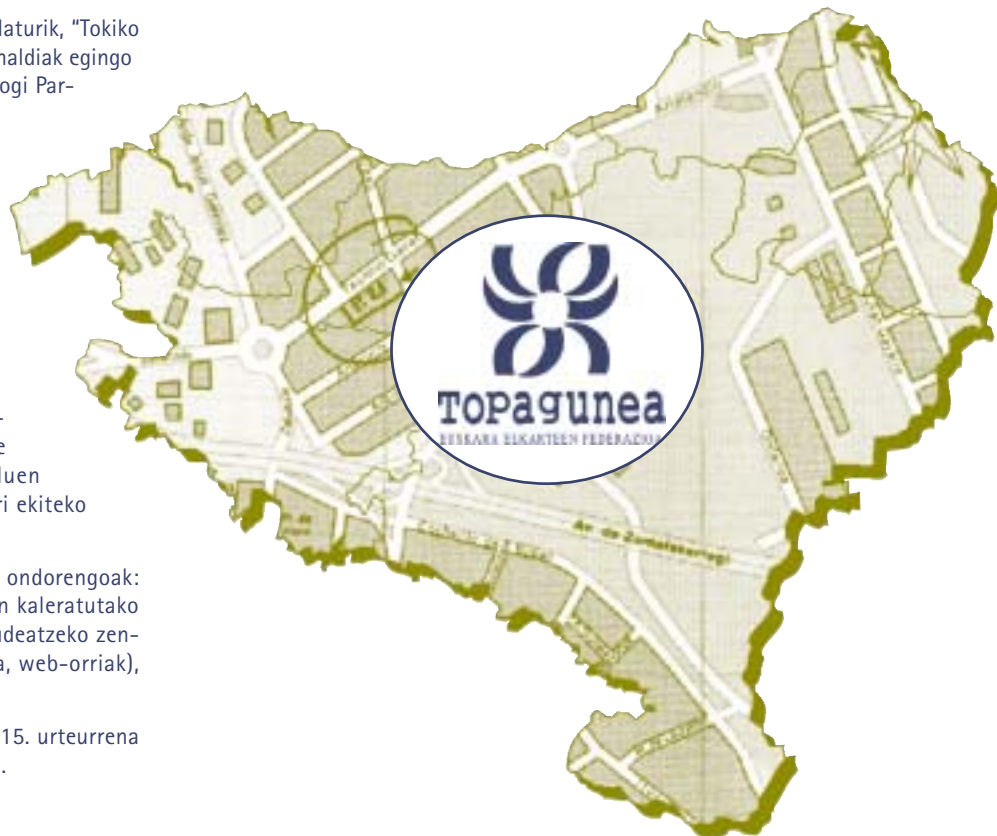 laturik, “Tokiko
naldiak egingo
ogi Par-
-
e
luen
ri ekiteko
ondorengoak:
n kaleratutako
udeatzeko zen-
a, web-orriak),
15. urteurrena
.
TOPagunea
EUSKARA ELKARTEEN FEDERAZIOA
Av. de Zumalakarregi